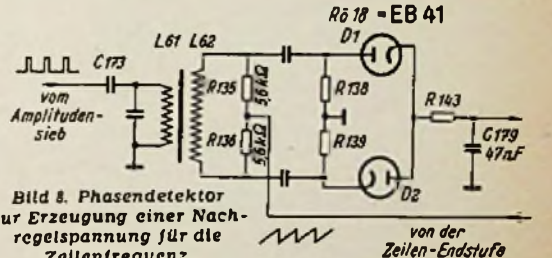 Rö 18 = EB 41
D1
L61 L62
C173
R135
5,6kΩ
R138
vom
Amplituden-
sieb
R143
R136
5,6kΩ
R139
C179
47nF
D2
Bild 8. Phasendetektor
ur Erzeugung einer Nach-
regelspannung für die
Zeilenfrequenz
von der
Zeilen-Endstufe